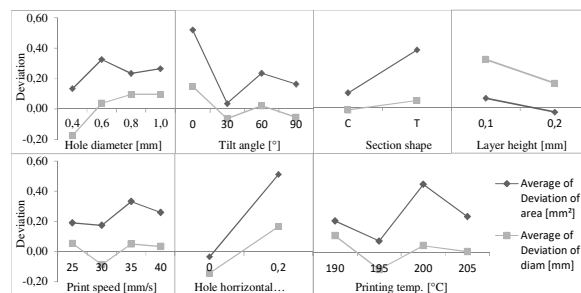 0,60
0,40
0,20
0,00
-0,20
Deviation
0,4 0,6 0,8 1,0
Hole diameter [mm]
0 30 60 90
Tilt angle [°]
C T
Section shape
0,1 0,2
Layer height [mm]
0,60
0,40
0,20
0,00
-0,20
Deviation
25 30 35 40
Print speed [mm/s]
0 0,2
Hole horrizontal…
190 195 200 205
Printing temp. [°C]
Average of
Deviation of
area [mm²]
Average of
Deviation of
diam [mm]